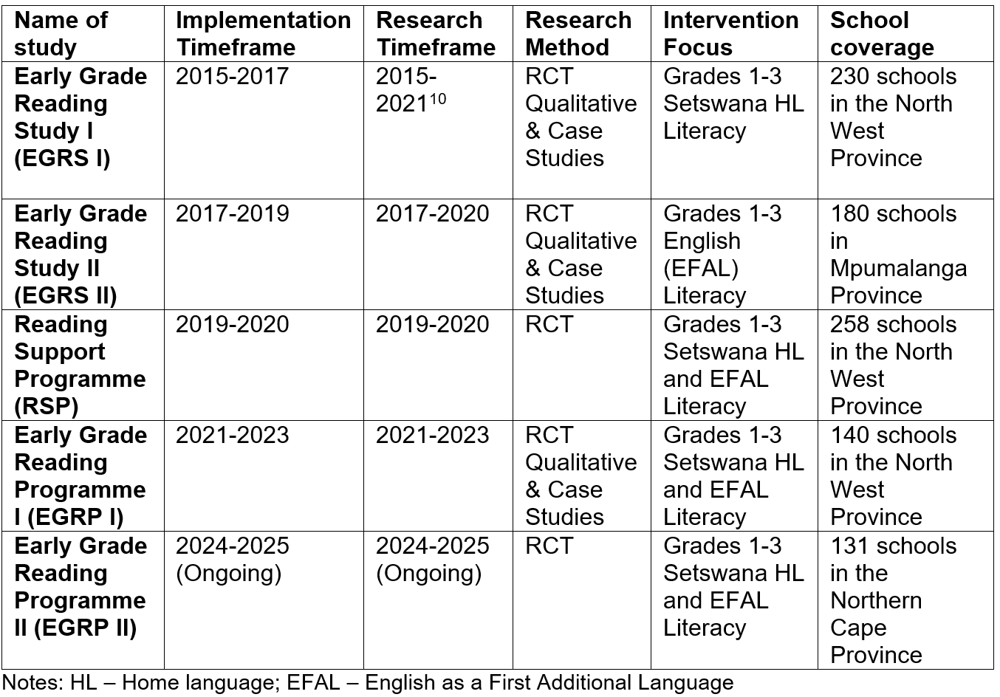 Name of study
Implementation Timeframe
Research Timeframe
Research Method
Intervention Focus
School coverage
Early Grade Reading Study I (EGRS I)
2015-2017
2015-2021¹⁰
RCT Qualitative & Case Studies
Grades 1-3 Setswana HL Literacy
230 schools in the North West Province
Early Grade Reading Study II (EGRS II)
2017-2019
2017-2020
RCT Qualitative & Case Studies
Grades 1-3 English (EFAL) Literacy
180 schools in Mpumalanga Province
Reading Support Programme (RSP)
2019-2020
2019-2020
RCT
Grades 1-3 Setswana HL and EFAL Literacy
258 schools in the North West Province
Early Grade Reading Programme I (EGRP I)
2021-2023
2021-2023
RCT Qualitative & Case Studies
Grades 1-3 Setswana HL and EFAL Literacy
140 schools in the North West Province
Early Grade Reading Programme II (EGRP II)
2024-2025 (Ongoing)
2024-2025 (Ongoing)
RCT
Grades 1-3 Setswana HL and EFAL Literacy
131 schools in the Northern Cape Province
Notes: HL – Home language; EFAL – English as a First Additional Language